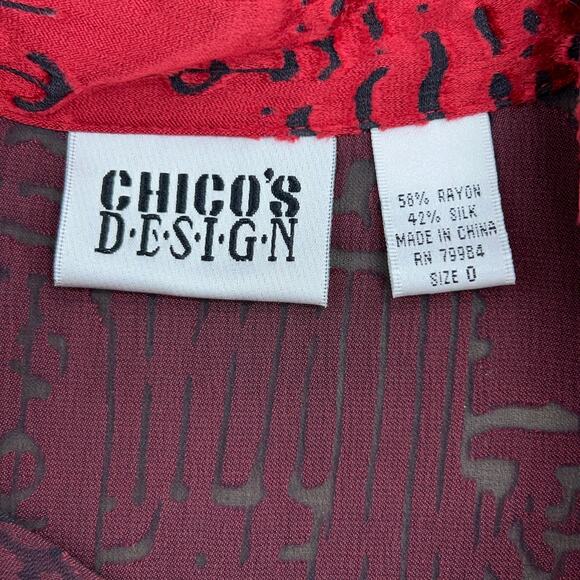 CHICO'S
D·E·S·I·G·N
58% RAYON
42% SILK
MADE IN CHINA
RN 79984
SIZE 0